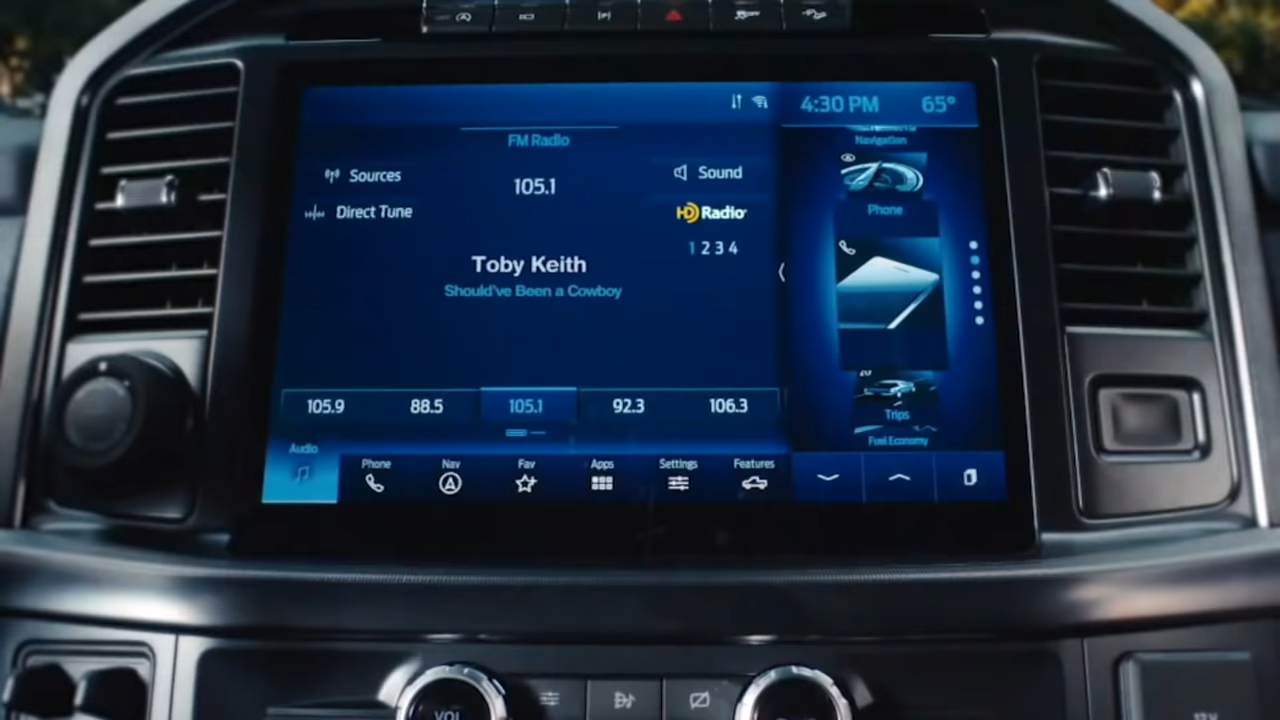 4:30 PM 65°
FM Radio
Navigation
Sources
105.1
Sound
Direct Tune
HD Radio
Phone
1 2 3 4
Toby Keith
Should've Been a Cowboy
105.9 88.5 105.1 92.3 106.3
Trips
Fuel Economy
Audio
Phone
Nav
Fav
Apps
Settings
Features
VOL